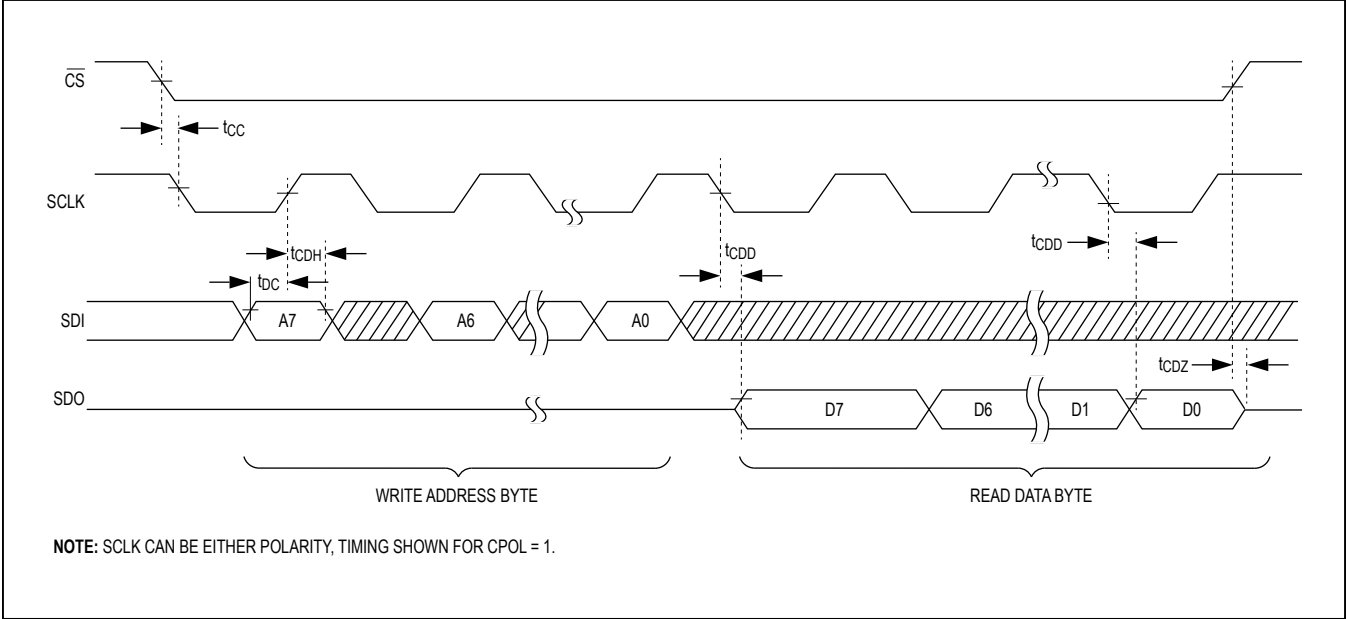 CS
tCC
SCLK
tCDH
tDC
tCDD
tCDD
SDI
A7
A6
A0
tCDZ
SDO
D7
D6
D1
D0
WRITE ADDRESS BYTE
READ DATA BYTE
NOTE: SCLK CAN BE EITHER POLARITY, TIMING SHOWN FOR CPOL = 1.